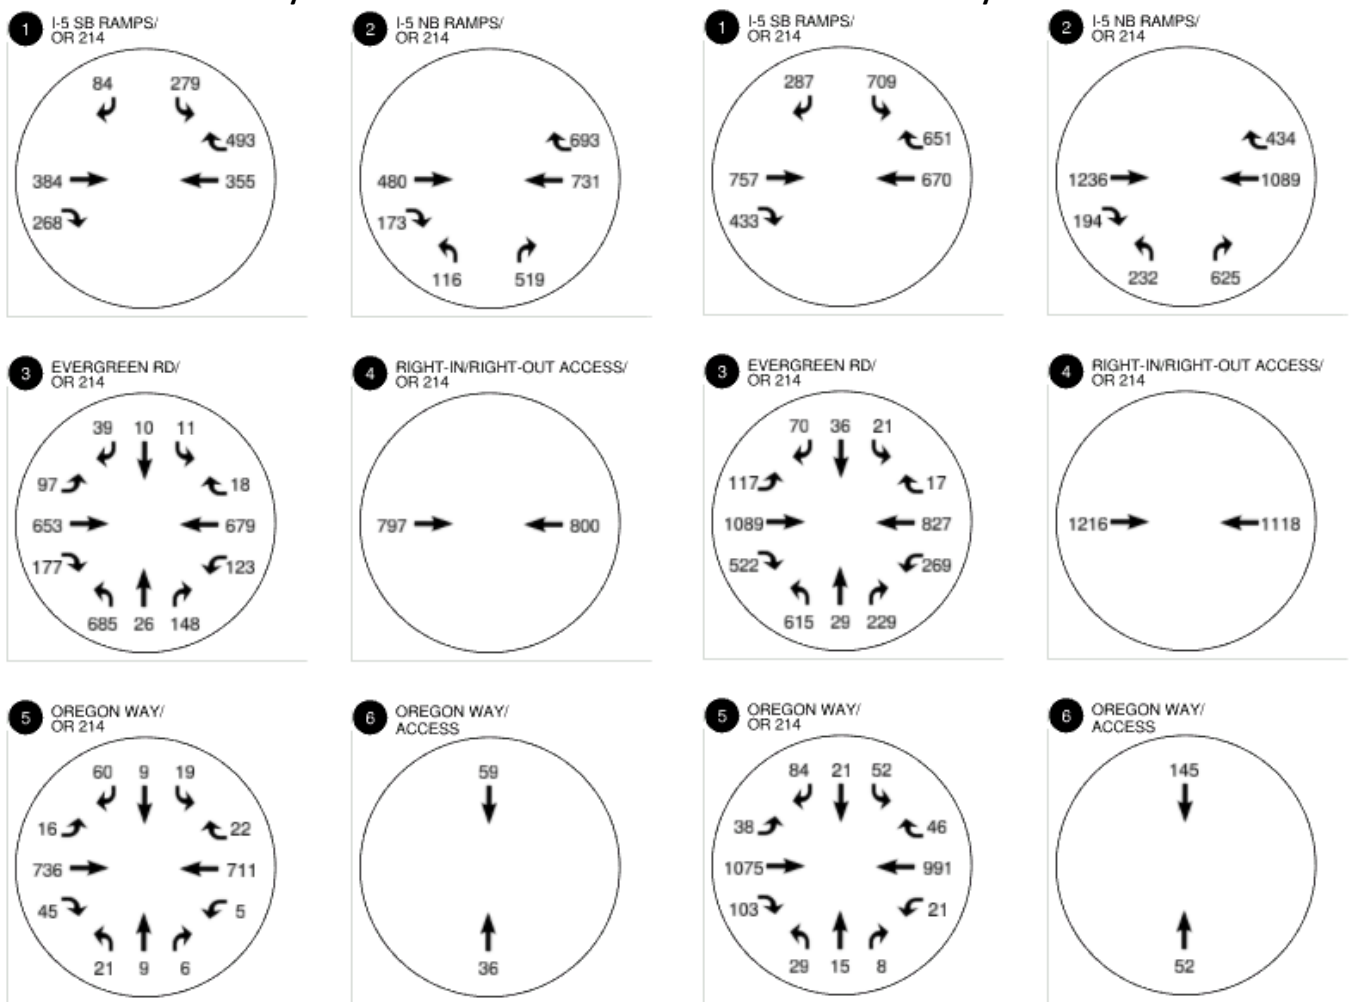 1 I-5 SB RAMPS/
OR 214
84 279
493
384 355
268
2 I-5 NB RAMPS/
OR 214
693
480 731
173
116 519
1 I-5 SB RAMPS/
OR 214
287 709
651
757 670
433
2 I-5 NB RAMPS/
OR 214
434
1236 1089
194
232 625
3 EVERGREEN RD/
OR 214
39 10 11
97 18
653 679
177 123
685 26 148
4 RIGHT-IN/RIGHT-OUT ACCESS/
OR 214
797 800
3 EVERGREEN RD/
OR 214
70 36 21
117 17
1089 827
522 269
615 29 229
4 RIGHT-IN/RIGHT-OUT ACCESS/
OR 214
1216 1118
5 OREGON WAY/
OR 214
60 9 19
16 22
736 711
45 5
21 9 6
6 OREGON WAY/
ACCESS
59
36
5 OREGON WAY/
OR 214
84 21 52
38 46
1075 991
103 21
29 15 8
6 OREGON WAY/
ACCESS
145
52